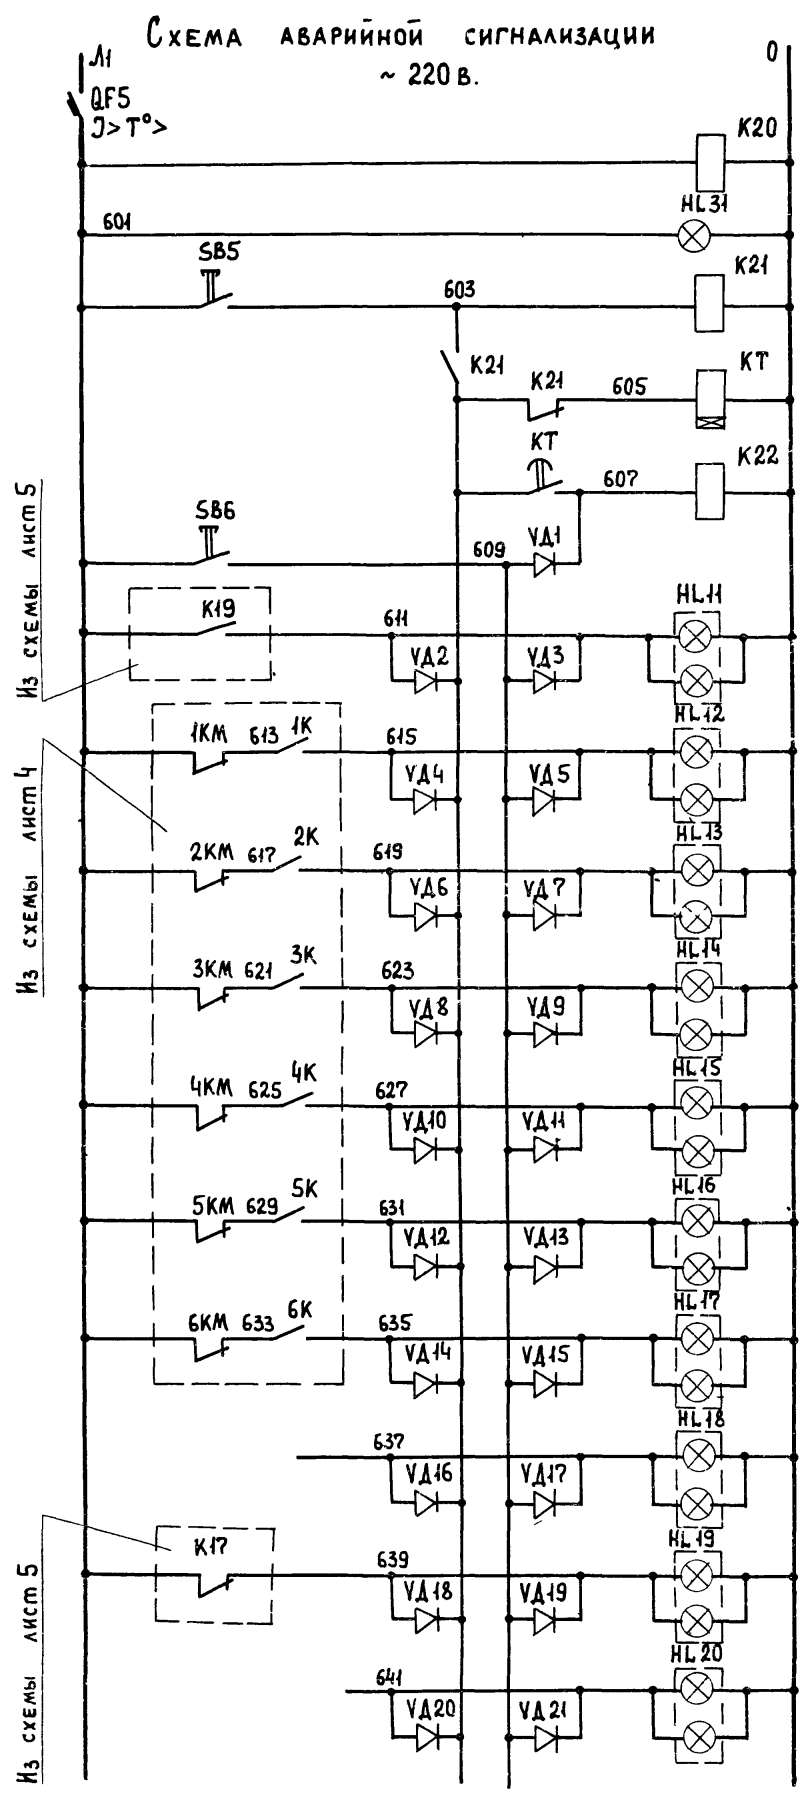 Схема аварийной сигнализации
~ 220 в.
Л1
0
QF5
I> T°>
K20
601
HL31
SB5
603
K21
K21
K21
605
KT
KT
607
K22
SB6
609
VД1
Из схемы лист 5
K19
611
VД2
VД3
HL11
1KM
613
1K
615
VД4
VД5
HL12
Из схемы лист 4
2KM
617
2K
619
VД6
VД7
HL13
3KM
621
3K
623
VД8
VД9
HL14
4KM
625
4K
627
VД10
VД11
HL15
5KM
629
5K
631
VД12
VД13
HL16
6KM
633
6K
635
VД14
VД15
HL17
637
VД16
VД17
HL18
Из схемы лист 5
K17
639
VД18
VД19
HL19
641
VД20
VД21
HL20